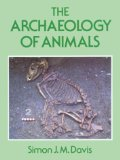 THE
ARCHAEOLOGY
OF ANIMALS
Simon J.M. Davis